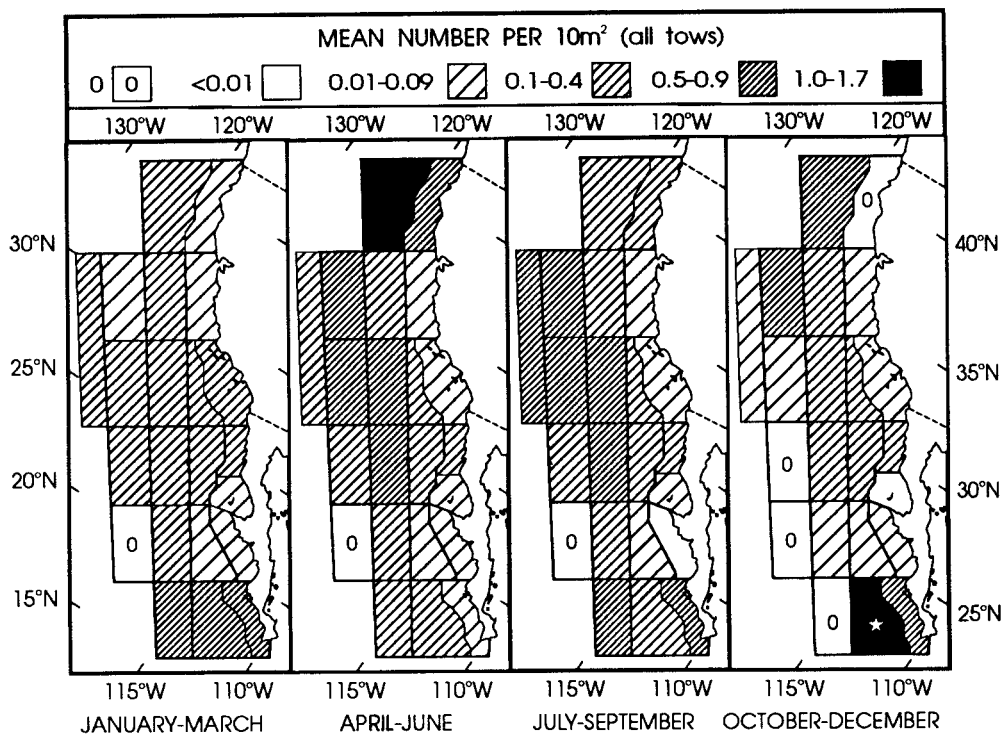 MEAN NUMBER PER 10m² (all tows)
0 0 <0.01 0.01-0.09 0.1-0.4 0.5-0.9 1.0-1.7
130°W 120°W 130°W 120°W 130°W 120°W 130°W 120°W
0
30°N 40°N
25°N 35°N
0
20°N 30°N
0 0 0 0
15°N 25°N
0
115°W 110°W 115°W 110°W 115°W 110°W 115°W 110°W
JANUARY-MARCH APRIL-JUNE JULY-SEPTEMBER OCTOBER-DECEMBER